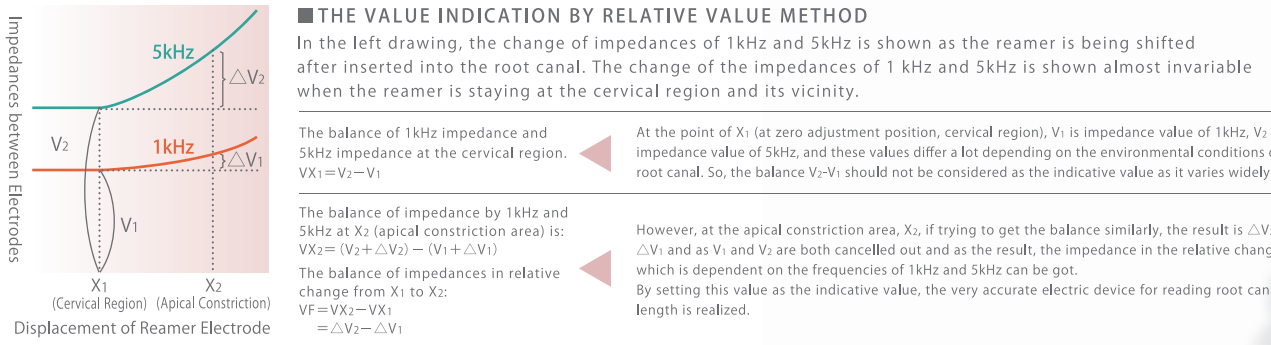 Impedances between Electrodes
5kHz
△V2
V2
1kHz
△V1
V1
X1
(Cervical Region)
X2
(Apical Constriction)
Displacement of Reamer Electrode
■THE VALUE INDICATION BY RELATIVE VALUE METHOD
In the left drawing, the change of impedances of 1kHz and 5kHz is shown as the reamer is being shifted
after inserted into the root canal. The change of the impedances of 1 kHz and 5kHz is shown almost invariable
when the reamer is staying at the cervical region and its vicinity.
The balance of 1kHz impedance and
5kHz impedance at the cervical region.
VX1=V2−V1
At the point of X1 (at zero adjustment position, cervical region), V1 is impedance value of 1kHz, V2
impedance value of 5kHz, and these values differ a lot depending on the environmental conditions
root canal. So, the balance V2-V1 should not be considered as the indicative value as it varies widely
The balance of impedance by 1kHz and
5kHz at X2 (apical constriction area) is:
VX2=(V2+△V2)−(V1+△V1)
The balance of impedances in relative
change from X1 to X2:
VF=VX2−VX1
=△V2−△V1
However, at the apical constriction area, X2, if trying to get the balance similarly, the result is
△V1 and as V1 and V2 are both cancelled out and as the result, the impedance in the relative
which is dependent on the frequencies of 1kHz and 5kHz can be got.
By setting this value as the indicative value, the very accurate electric device for reading root
length is realized.